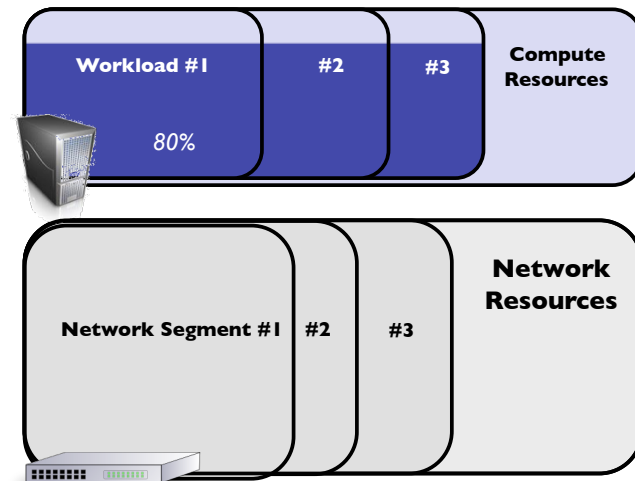 Workload #1
#2
#3
Compute
Resources
80%
Network
Resources
Network Segment #1
#2
#3